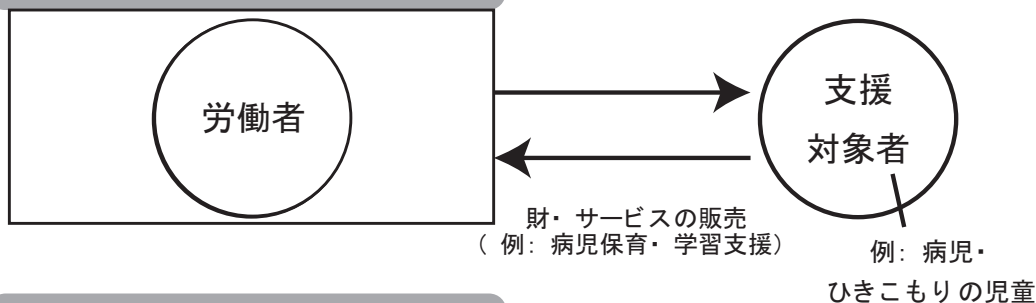 労働者
支援
対象者
財・サービスの販売
(例:病児保育・学習支援)
例:病児・
ひきこもりの児童